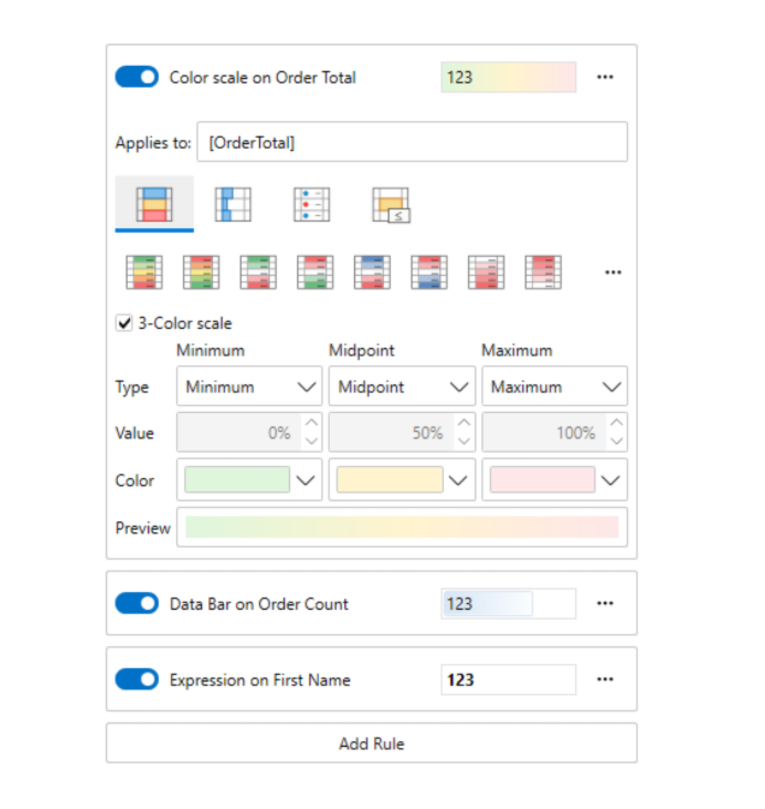 Color scale on Order Total 123 ...
Applies to: [OrderTotal]
≤
...
3-Color scale
Minimum Midpoint Maximum
Type Minimum Midpoint Maximum
Value 0% 50% 100%
Color
Preview
Data Bar on Order Count 123 ...
Expression on First Name 123 ...
Add Rule